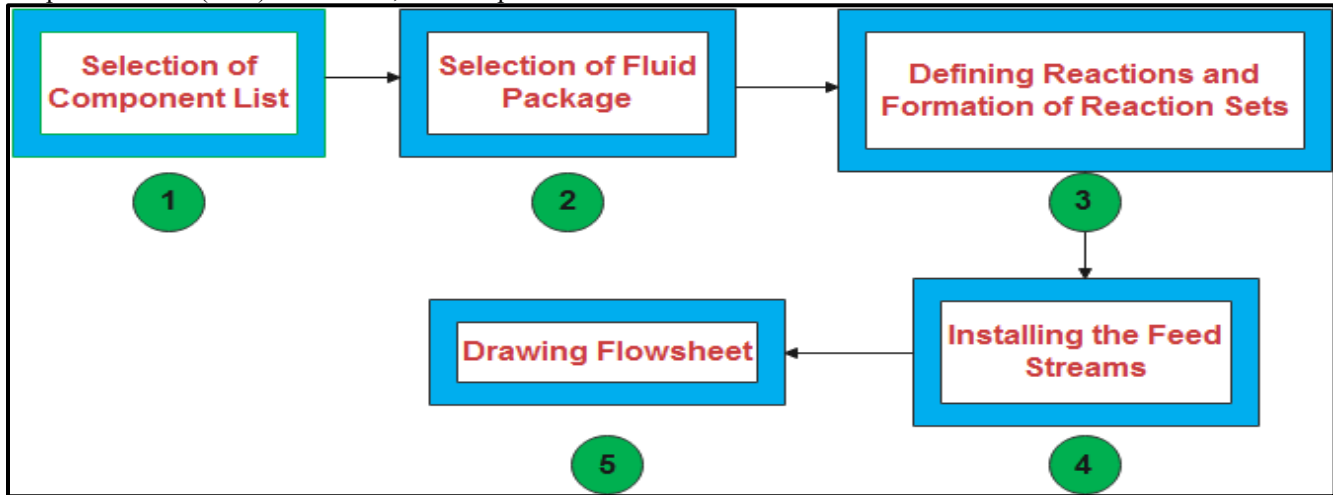 Selection of
Component List
Selection of Fluid
Package
Defining Reactions and
Formation of Reaction Sets
1
2
3
Installing the Feed
Streams
4
Drawing Flowsheet
5